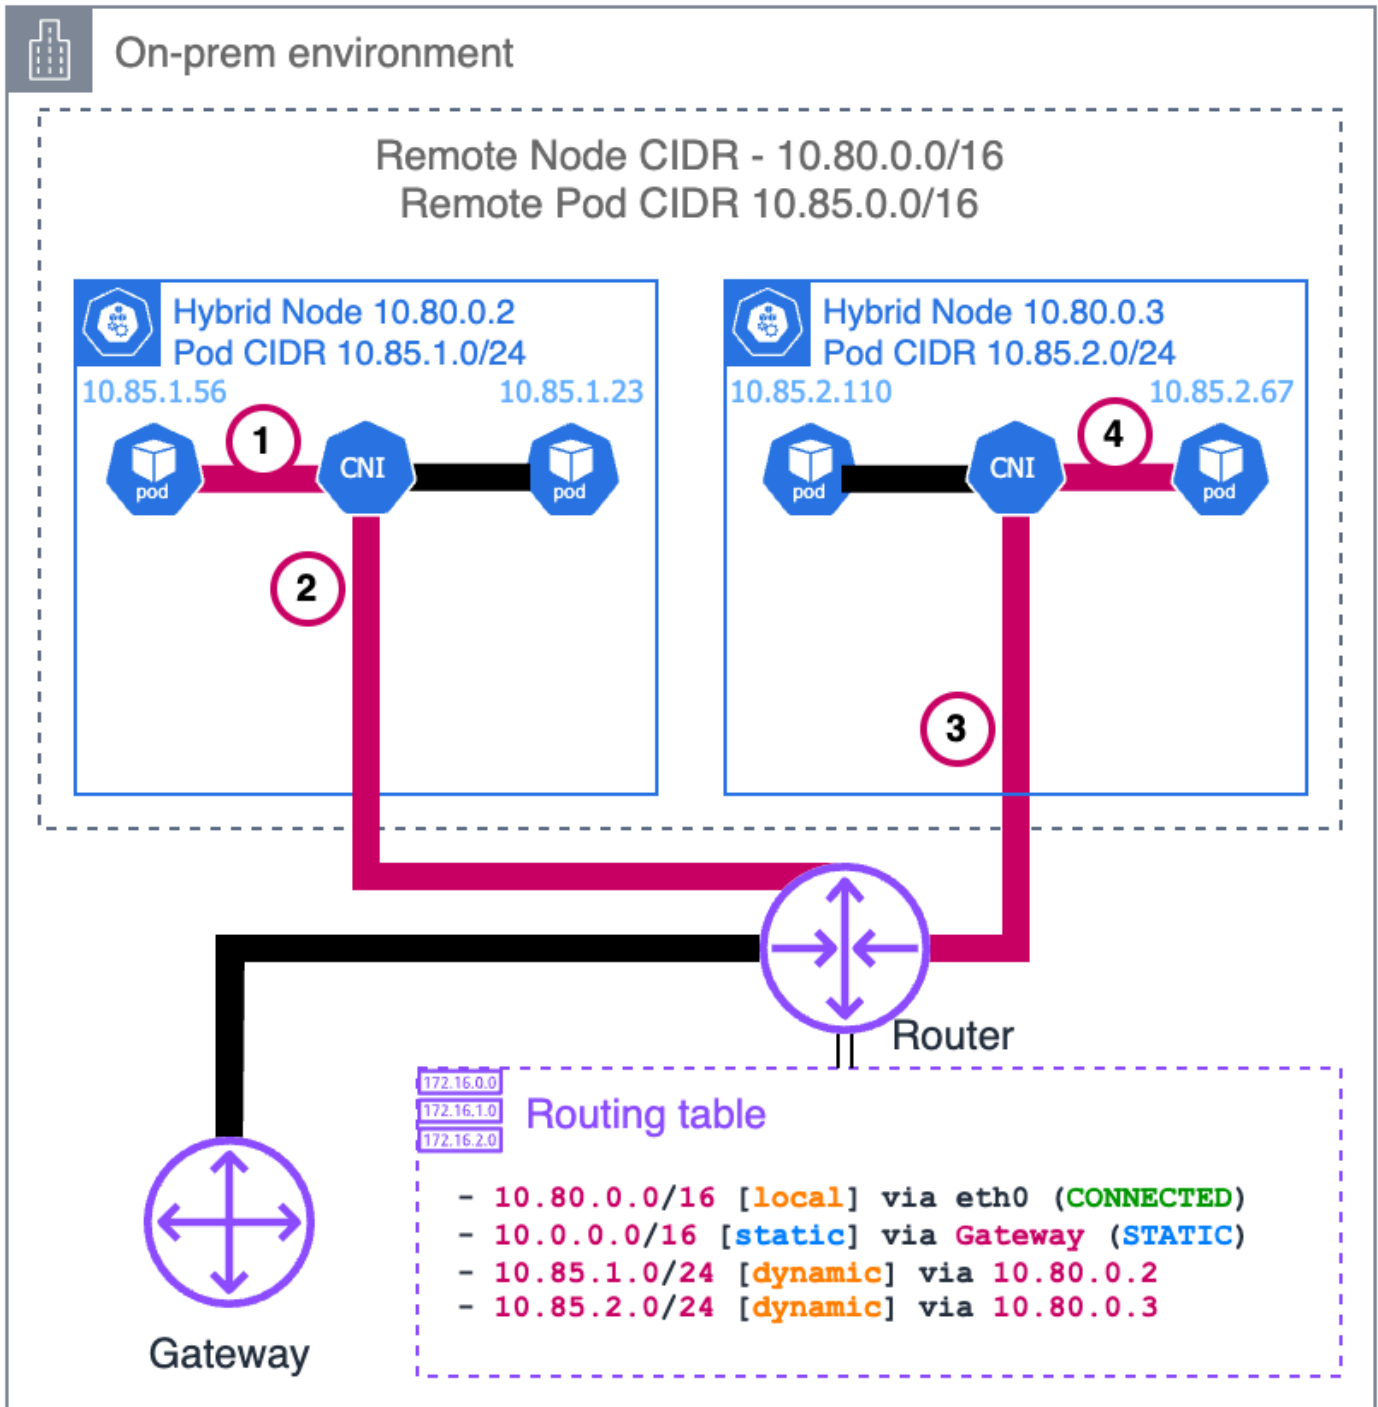 On-prem environment
Remote Node CIDR - 10.80.0.0/16
Remote Pod CIDR 10.85.0.0/16
Hybrid Node 10.80.0.2
Pod CIDR 10.85.1.0/24
10.85.1.56
10.85.1.23
1
pod
CNI
pod
2
Hybrid Node 10.80.0.3
Pod CIDR 10.85.2.0/24
10.85.2.110
10.85.2.67
4
pod
CNI
pod
3
Router
172.16.0.0
172.16.1.0
172.16.2.0
Routing table
- 10.80.0.0/16 [local] via eth0 (CONNECTED)
- 10.0.0.0/16 [static] via Gateway (STATIC)
- 10.85.1.0/24 [dynamic] via 10.80.0.2
- 10.85.2.0/24 [dynamic] via 10.80.0.3
Gateway